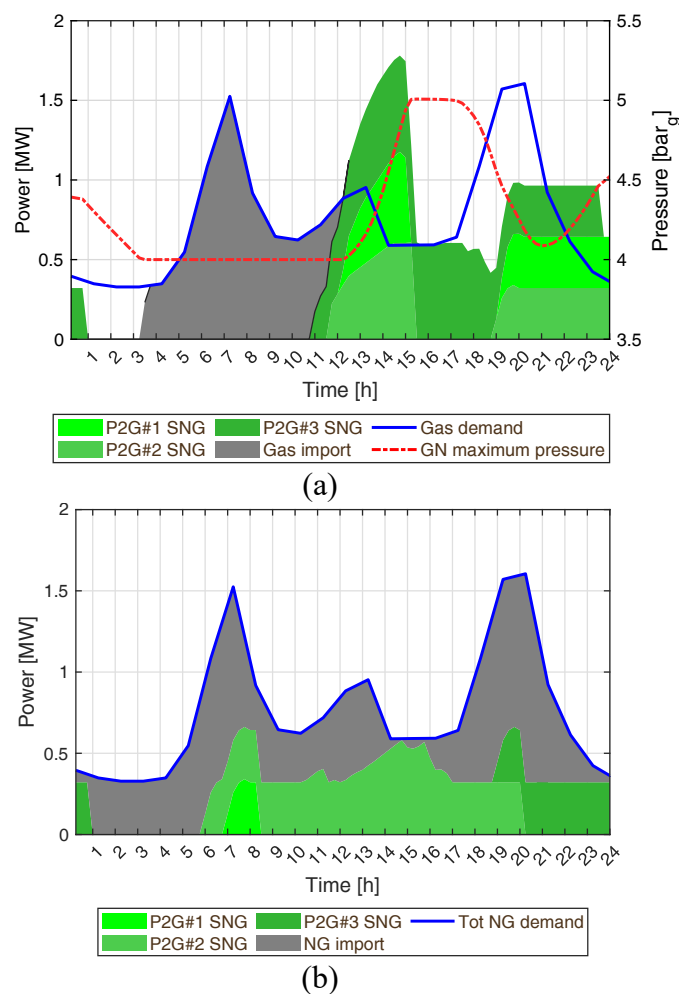 2
1.5
1
0.5
0
5.5
5
4.5
4
3.5
Power [MW]
Pressure [bar_g]
1 2 3 4 5 6 7 8 9 10 11 12 13 14 15 16 17 18 19 20 21 22 23 24
Time [h]
P2G#1 SNG P2G#3 SNG Gas demand
P2G#2 SNG Gas import GN maximum pressure
(a)
2
1.5
1
0.5
0
Power [MW]
1 2 3 4 5 6 7 8 9 10 11 12 13 14 15 16 17 18 19 20 21 22 23 24
Time [h]
P2G#1 SNG P2G#3 SNG Tot NG demand
P2G#2 SNG NG import
(b)